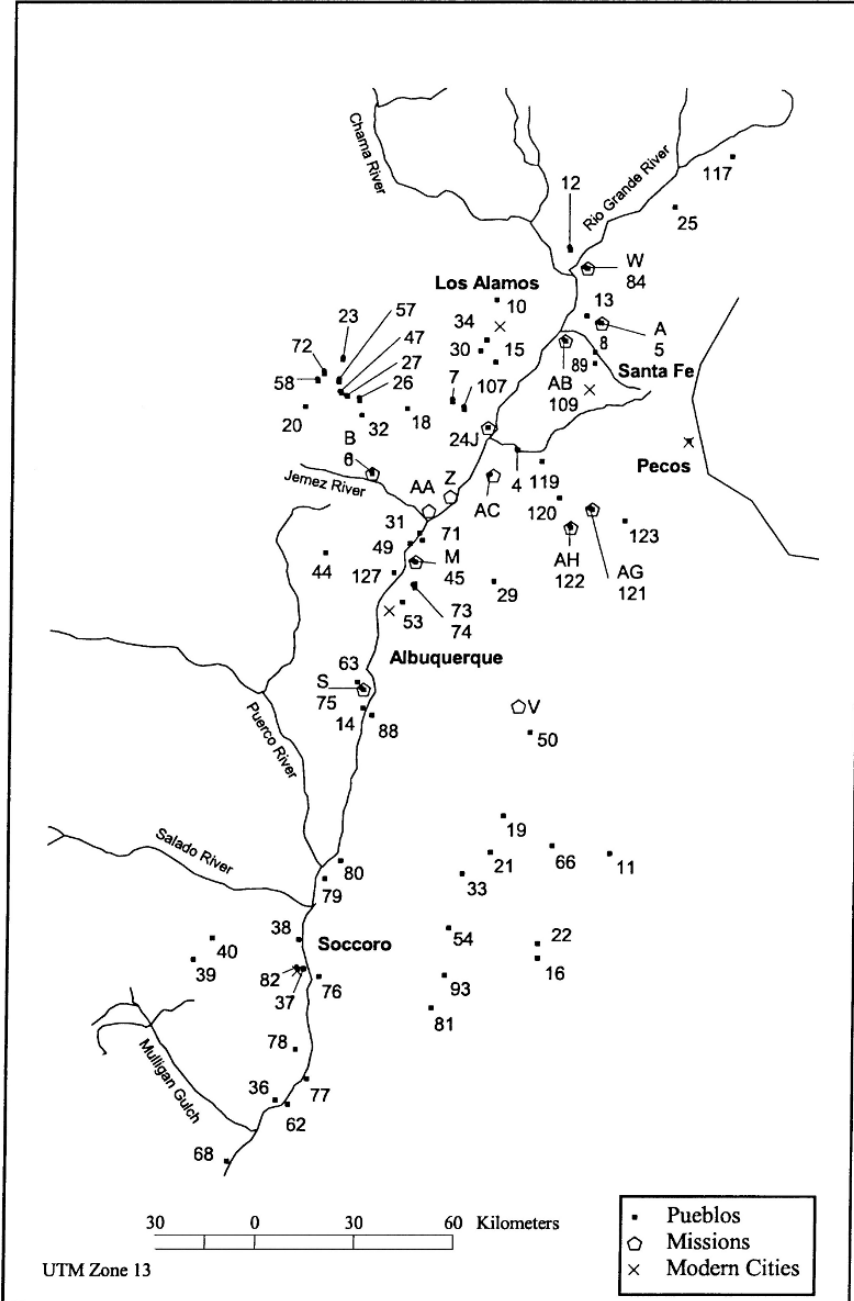 Chama River
Rio Grande River
117
12
25
W
84
Los Alamos
10
13
57
34
A
5
23
47
30
15
8
72
27
89
Santa Fe
58
26
7
107
AB
109
20
32
18
B
6
24J
Pecos
4
119
Jemez River
AA
Z
AC
120
31
71
123
49
M
45
AH
122
AG
121
44
127
29
53
73
74
Albuquerque
63
S
75
14
88
V
50
Puerco River
19
Salado River
80
21
66
11
79
33
38
Soccoro
54
22
40
39
82
37
76
93
16
81
78
Mulligan Gulch
77
36
62
68
30 0 30 60 Kilometers
UTM Zone 13
Pueblos
Missions
Modern Cities